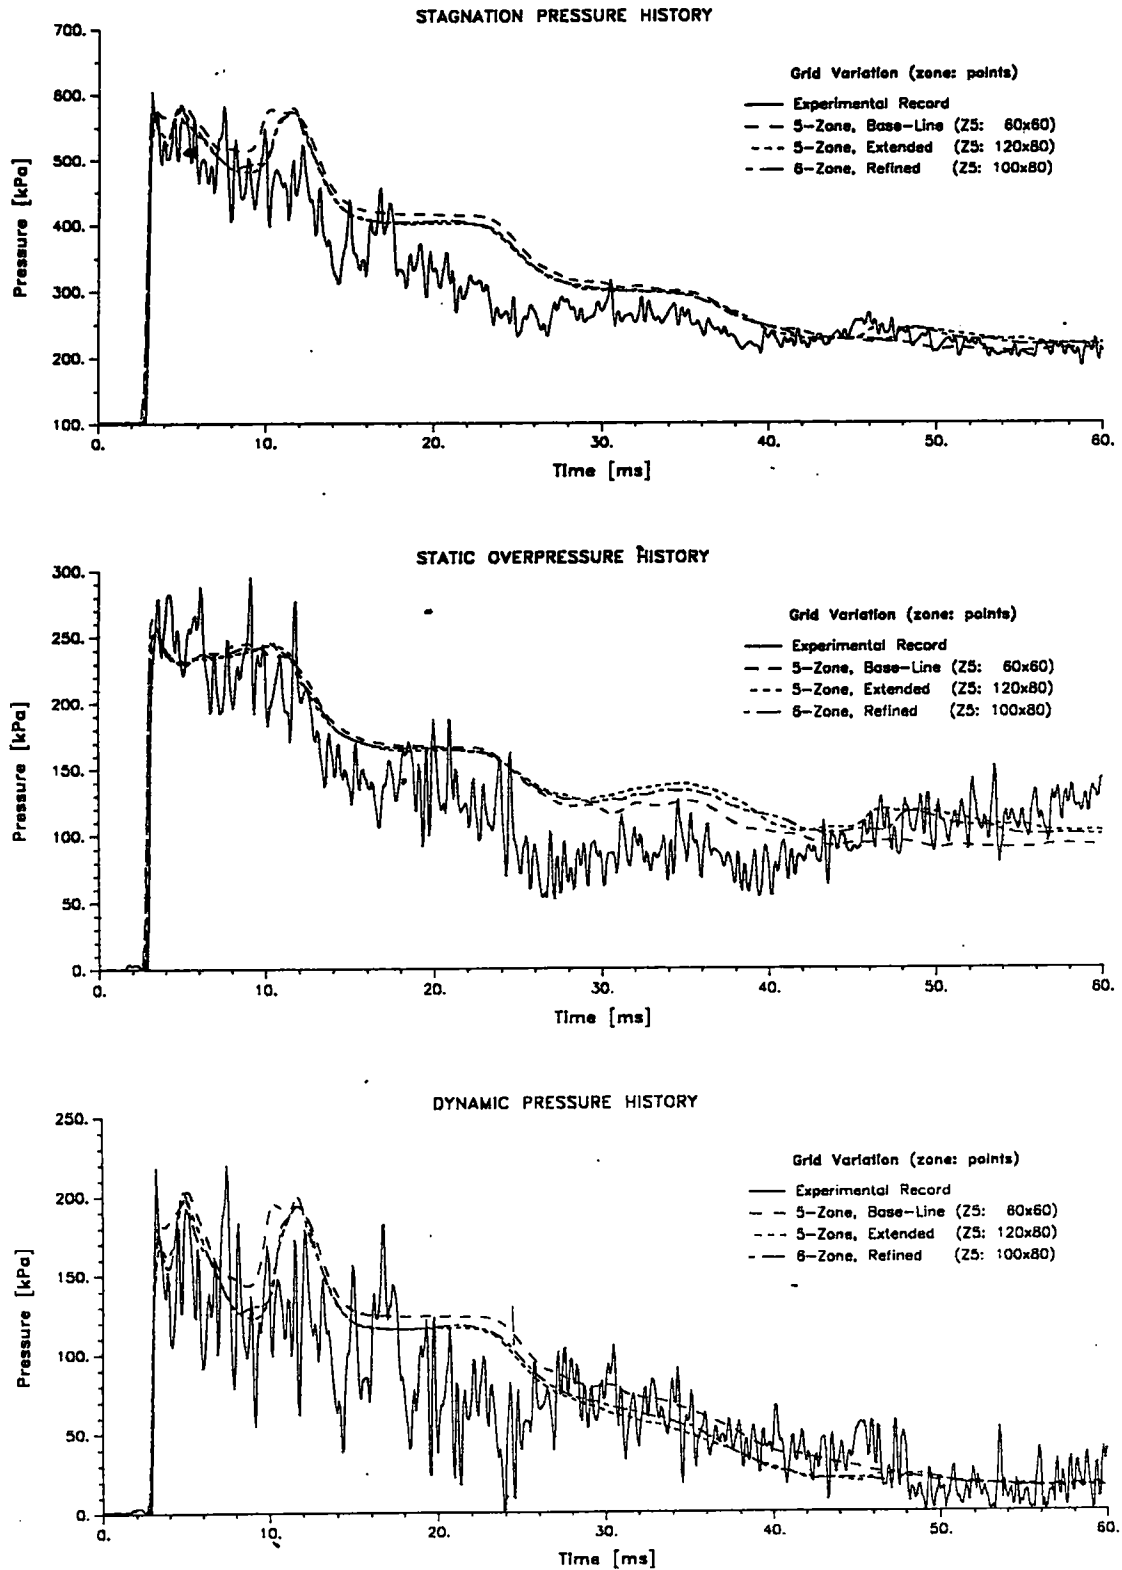 STAGNATION PRESSURE HISTORY
700.
600.
500.
400.
300.
200.
100.
Pressure [kPa]
Grid Variation (zone: points)
Experimental Record
5-Zone, Base-Line (Z5: 60x60)
5-Zone, Extended (Z5: 120x80)
6-Zone, Refined (Z5: 100x80)
0. 10. 20. 30. 40. 50. 60.
Time [ms]
STATIC OVERPRESSURE HISTORY
300.
250.
200.
150.
100.
50.
0.
Pressure [kPa]
Grid Variation (zone: points)
Experimental Record
5-Zone, Base-Line (Z5: 60x60)
5-Zone, Extended (Z5: 120x80)
6-Zone, Refined (Z5: 100x80)
0. 10. 20. 30. 40. 50. 60.
Time [ms]
DYNAMIC PRESSURE HISTORY
250.
200.
150.
100.
50.
0.
Pressure [kPa]
Grid Variation (zone: points)
Experimental Record
5-Zone, Base-Line (Z5: 60x60)
5-Zone, Extended (Z5: 120x80)
6-Zone, Refined (Z5: 100x80)
0. 10. 20. 30. 40. 50. 60.
Time [ms]